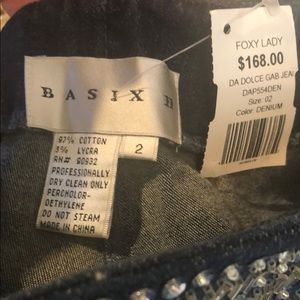 FOXY LADY
$168.00
DA DOLCE GAB JEAN
DAP554DEN
Size: 02
Color: DENIUM
BASIX II
97% COTTON
3% LYCRA
RN# 90932
PROFESSIONALLY
DRY CLEAN ONLY
PERCHLOR-
OETHYLENE
DO NOT STEAM
MADE IN CHINA
2